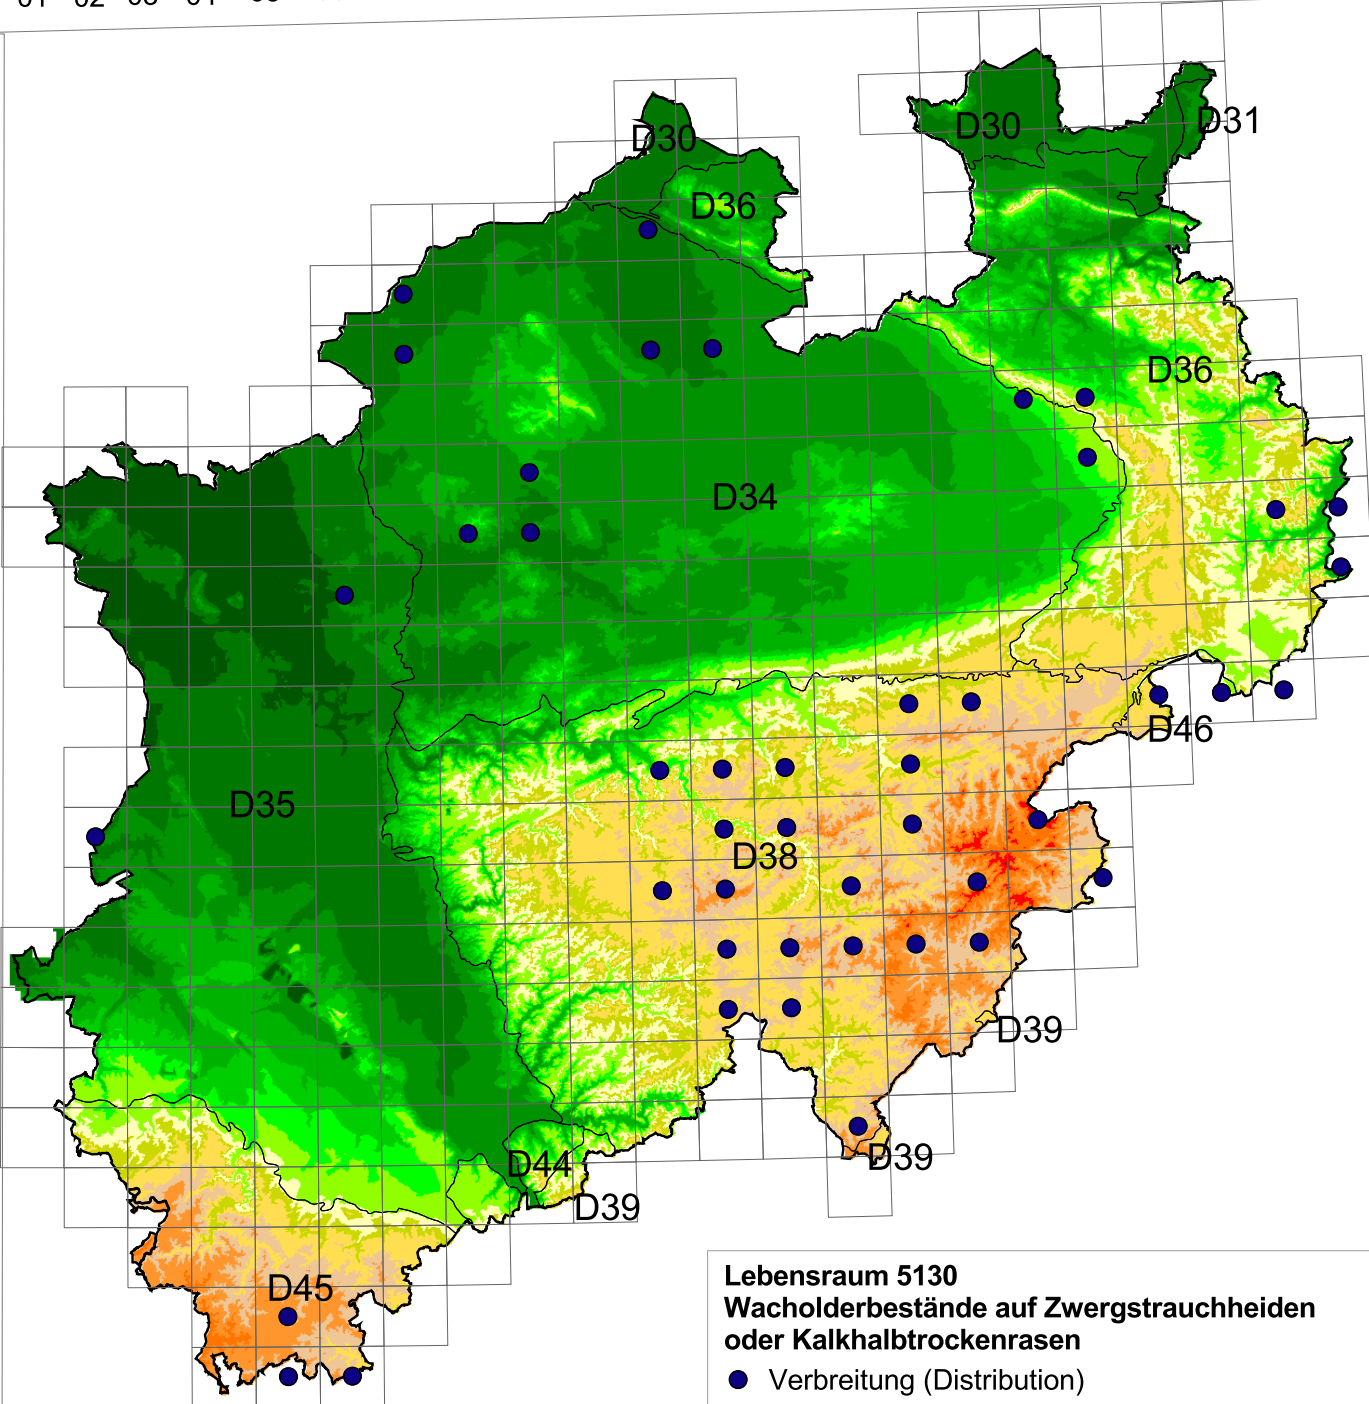 D30
D30
D31
D36
D36
D34
D46
D35
D38
D39
D39
D44
D39
D45
Lebensraum 5130
Wacholderbestände auf Zwergstrauchheiden
oder Kalkhalbtrockenrasen
Verbreitung (Distribution)